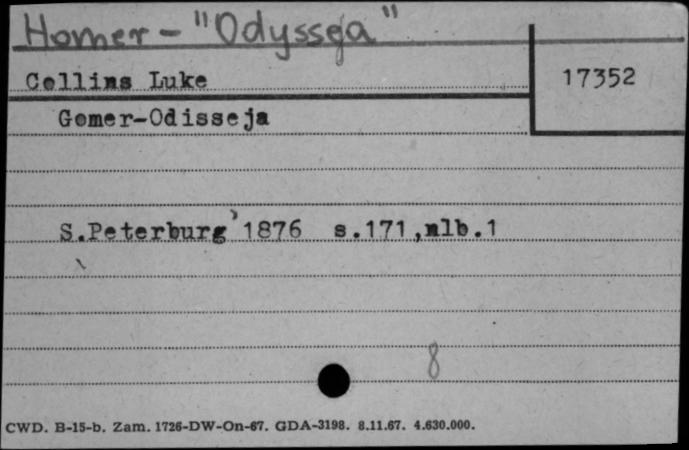 Homer - "Odysseja"
Collins Luke
17352
Gomer-Odisseja
S.Peterburg 1876 s.171,nlb.1
8
CWD. B-15-b. Zam. 1726-DW-On-67. GDA-3198. 8.11.67. 4.630.000.